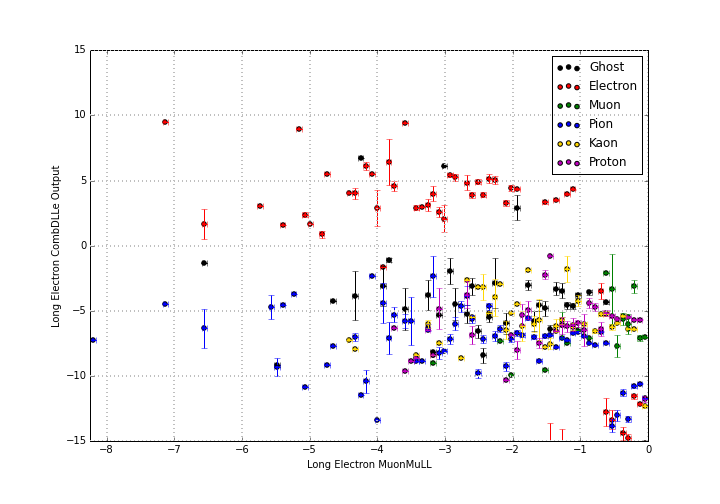 15
10
5
0
−5
−10
−15
−8
−7
−6
−5
−4
−3
−2
−1
0
Long Electron CombDLLe Output
Long Electron MuonMuLL
Ghost
Electron
Muon
Pion
Kaon
Proton